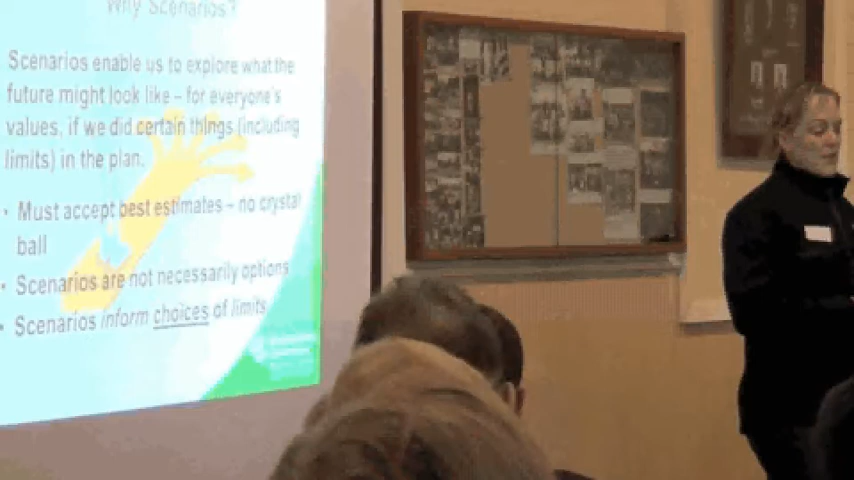 Why Scenarios?
Scenarios enable us to explore what the
future might look like – for everyone's
values, if we did certain things (including
limits) in the plan.
• Must accept best estimates – no crystal
ball
• Scenarios are not necessarily options
• Scenarios inform choices of limits